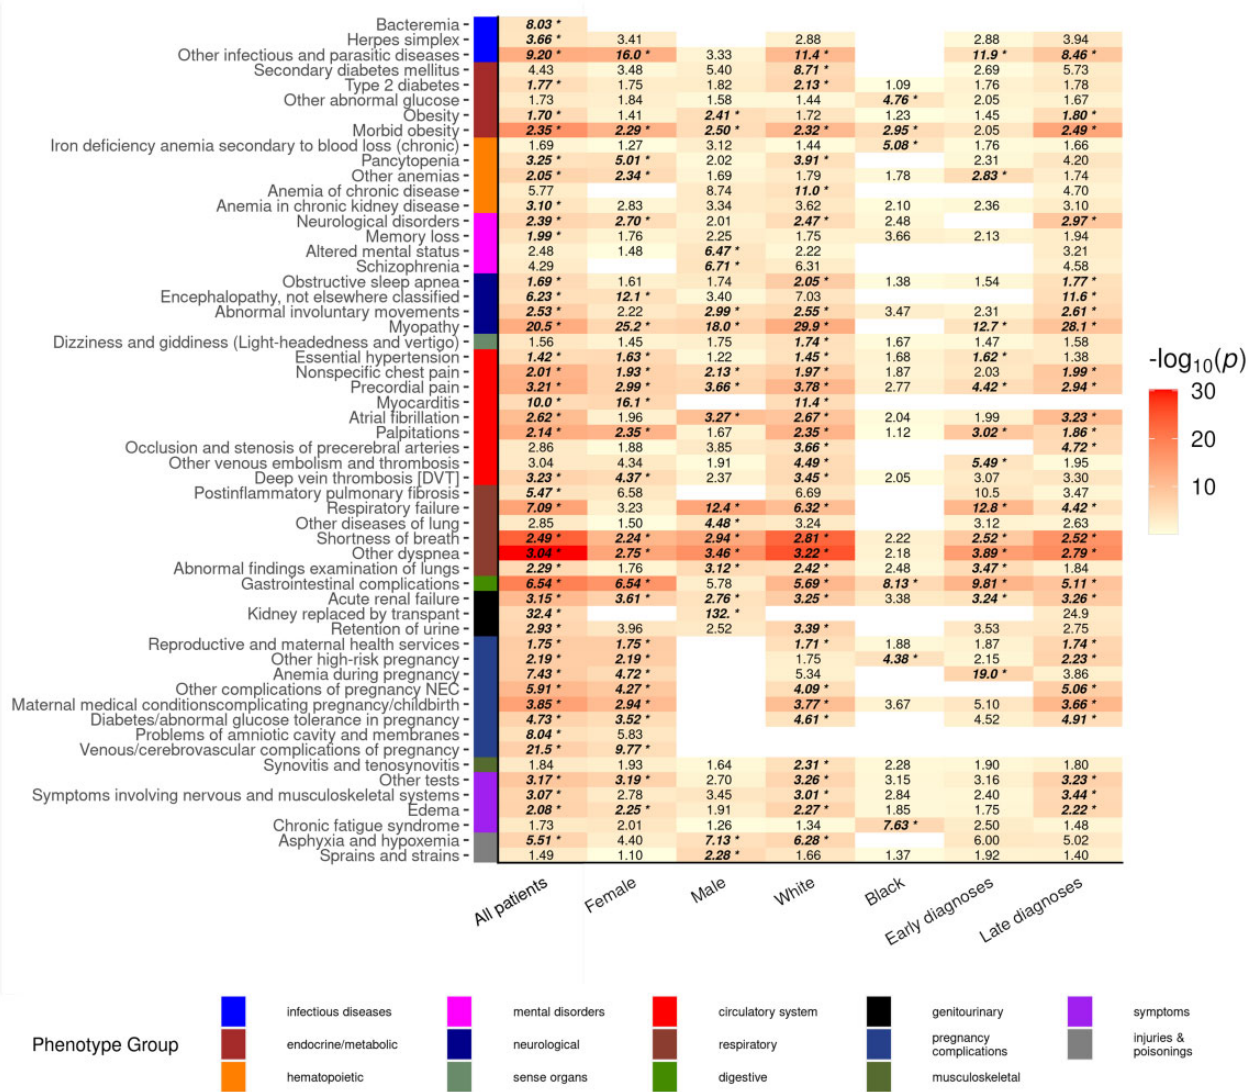 Bacteremia 8.03 *
Herpes simplex 3.66 * 3.41 2.88 2.88 3.94
Other infectious and parasitic diseases 9.20 * 16.0 * 3.33 11.4 * 11.9 * 8.46 *
Secondary diabetes mellitus 4.43 3.48 5.40 8.71 * 2.69 5.73
Type 2 diabetes 1.77 * 1.75 1.82 2.13 * 1.09 1.76 1.78
Other abnormal glucose 1.73 1.84 1.58 1.44 4.76 * 2.05 1.67
Obesity 1.70 * 1.41 2.41 * 1.72 1.23 1.45 1.80 *
Morbid obesity 2.35 * 2.29 * 2.50 * 2.32 * 2.95 * 2.05 2.49 *
Iron deficiency anemia secondary to blood loss (chronic) 1.69 1.27 3.12 1.44 5.08 * 1.76 1.66
Pancytopenia 3.25 * 5.01 * 2.02 3.91 * 2.31 4.20
Other anemias 2.05 * 2.34 * 1.69 1.79 1.78 2.83 * 1.74
Anemia of chronic disease 5.77 8.74 11.0 * 4.70
Anemia in chronic kidney disease 3.10 * 2.83 3.34 3.62 2.10 2.36 3.10
Neurological disorders 2.39 * 2.70 * 2.01 2.47 * 2.48 2.97 *
Memory loss 1.99 * 1.76 2.25 1.75 3.66 2.13 1.94
Altered mental status 2.48 1.48 6.47 * 2.22 3.21
Schizophrenia 4.29 6.71 * 6.31 4.58
Obstructive sleep apnea 1.69 * 1.61 1.74 2.05 * 1.38 1.54 1.77 *
Encephalopathy, not elsewhere classified 6.23 * 12.1 * 3.40 7.03 11.6 *
Abnormal involuntary movements 2.53 * 2.22 2.99 * 2.55 * 3.47 2.31 2.61 *
Myopathy 20.5 * 25.2 * 18.0 * 29.9 * 12.7 * 28.1 *
Dizziness and giddiness (Light-headedness and vertigo) 1.56 1.45 1.75 1.74 * 1.67 1.47 1.58
Essential hypertension 1.42 * 1.63 * 1.22 1.45 * 1.68 1.62 * 1.38
Nonspecific chest pain 2.01 * 1.93 * 2.13 * 1.97 * 1.87 2.03 1.99 *
Precordial pain 3.21 * 2.99 * 3.66 * 3.78 * 2.77 4.42 * 2.94 *
Myocarditis 10.0 * 16.1 * 11.4 *
Atrial fibrillation 2.62 * 1.96 3.27 * 2.67 * 2.04 1.99 3.23 *
Palpitations 2.14 * 2.35 * 1.67 2.35 * 1.12 3.02 * 1.86 *
Occlusion and stenosis of precerebral arteries 2.86 1.88 3.85 3.66 * 4.72 *
Other venous embolism and thrombosis 3.04 4.34 1.91 4.49 * 5.49 * 1.95
Deep vein thrombosis [DVT] 3.23 * 4.37 * 2.37 3.45 * 2.05 3.07 3.30
Postinflammatory pulmonary fibrosis 5.47 * 6.58 6.69 10.5 3.47
Respiratory failure 7.09 * 3.23 12.4 * 6.32 * 12.8 * 4.42 *
Other diseases of lung 2.85 1.50 4.48 * 3.24 3.12 2.63
Shortness of breath 2.49 * 2.24 * 2.94 * 2.81 * 2.22 2.52 * 2.52 *
Other dyspnea 3.04 * 2.75 * 3.46 * 3.22 * 2.18 3.89 * 2.79 *
Abnormal findings examination of lungs 2.29 * 1.76 3.12 * 2.42 * 2.48 3.47 * 1.84
Gastrointestinal complications 6.54 * 6.54 * 5.78 5.69 * 8.13 * 9.81 * 5.11 *
Acute renal failure 3.15 * 3.61 * 2.76 * 3.25 * 3.38 3.24 * 3.26 *
Kidney replaced by transpant 32.4 * 132. * 24.9
Retention of urine 2.93 * 3.96 2.52 3.39 * 3.53 2.75
Reproductive and maternal health services 1.75 * 1.75 * 1.71 * 1.88 1.87 1.74 *
Other high-risk pregnancy 2.19 * 2.19 * 1.75 4.38 * 2.15 2.23 *
Anemia during pregnancy 7.43 * 4.72 * 5.34 19.0 * 3.86
Other complications of pregnancy NEC 5.91 * 4.27 * 4.09 * 5.06 *
Maternal medical conditionscomplicating pregnancy/childbirth 3.85 * 2.94 * 3.77 * 3.67 5.10 3.66 *
Diabetes/abnormal glucose tolerance in pregnancy 4.73 * 3.52 * 4.61 * 4.52 4.91 *
Problems of amniotic cavity and membranes 8.04 * 5.83
Venous/cerebrovascular complications of pregnancy 21.5 * 9.77 *
Synovitis and tenosynovitis 1.84 1.93 1.64 2.31 * 2.28 1.90 1.80
Other tests 3.17 * 3.19 * 2.70 3.26 * 3.15 3.16 3.23 *
Symptoms involving nervous and musculoskeletal systems 3.07 * 2.78 3.45 3.01 * 2.84 2.40 3.44 *
Edema 2.08 * 2.25 * 1.91 2.27 * 1.85 1.75 2.22 *
Chronic fatigue syndrome 1.73 2.01 1.26 1.34 7.63 * 2.50 1.48
Asphyxia and hypoxemia 5.51 * 4.40 7.13 * 6.28 * 6.00 5.02
Sprains and strains 1.49 1.10 2.28 * 1.66 1.37 1.92 1.40
All patients Female Male White Black Early diagnoses Late diagnoses
-log10(p)
30
20
10
Phenotype Group
infectious diseases
endocrine/metabolic
hematopoietic
mental disorders
neurological
sense organs
circulatory system
respiratory
digestive
genitourinary
pregnancy
complications
musculoskeletal
symptoms
injuries &
poisonings